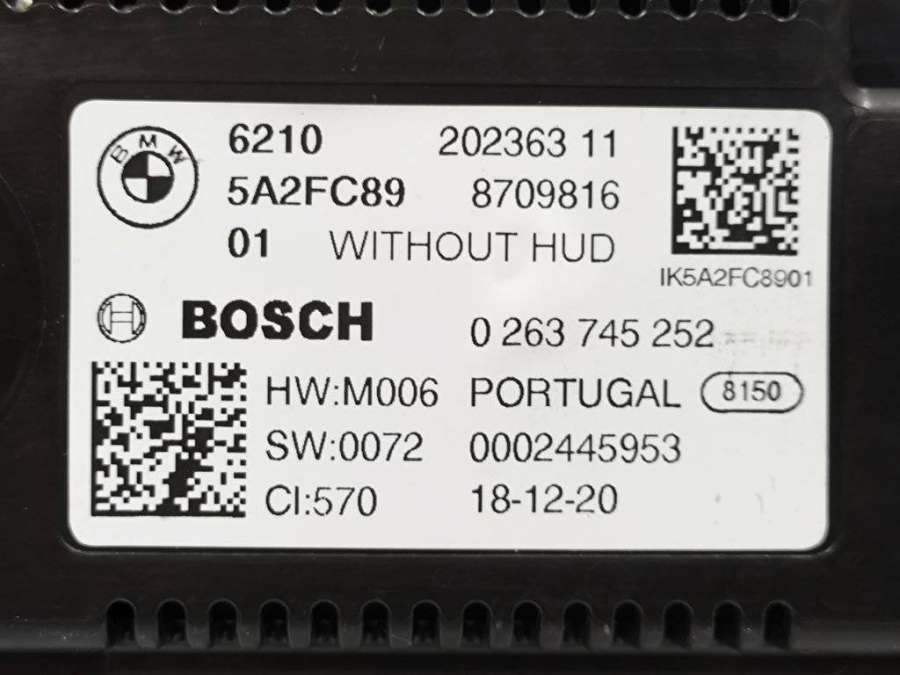 BMW
6210 202363 11
5A2FC89 8709816
01 WITHOUT HUD
IK5A2FC8901
BOSCH 0 263 745 252
HW:M006 PORTUGAL 8150
SW:0072 0002445953
CI:570 18-12-20